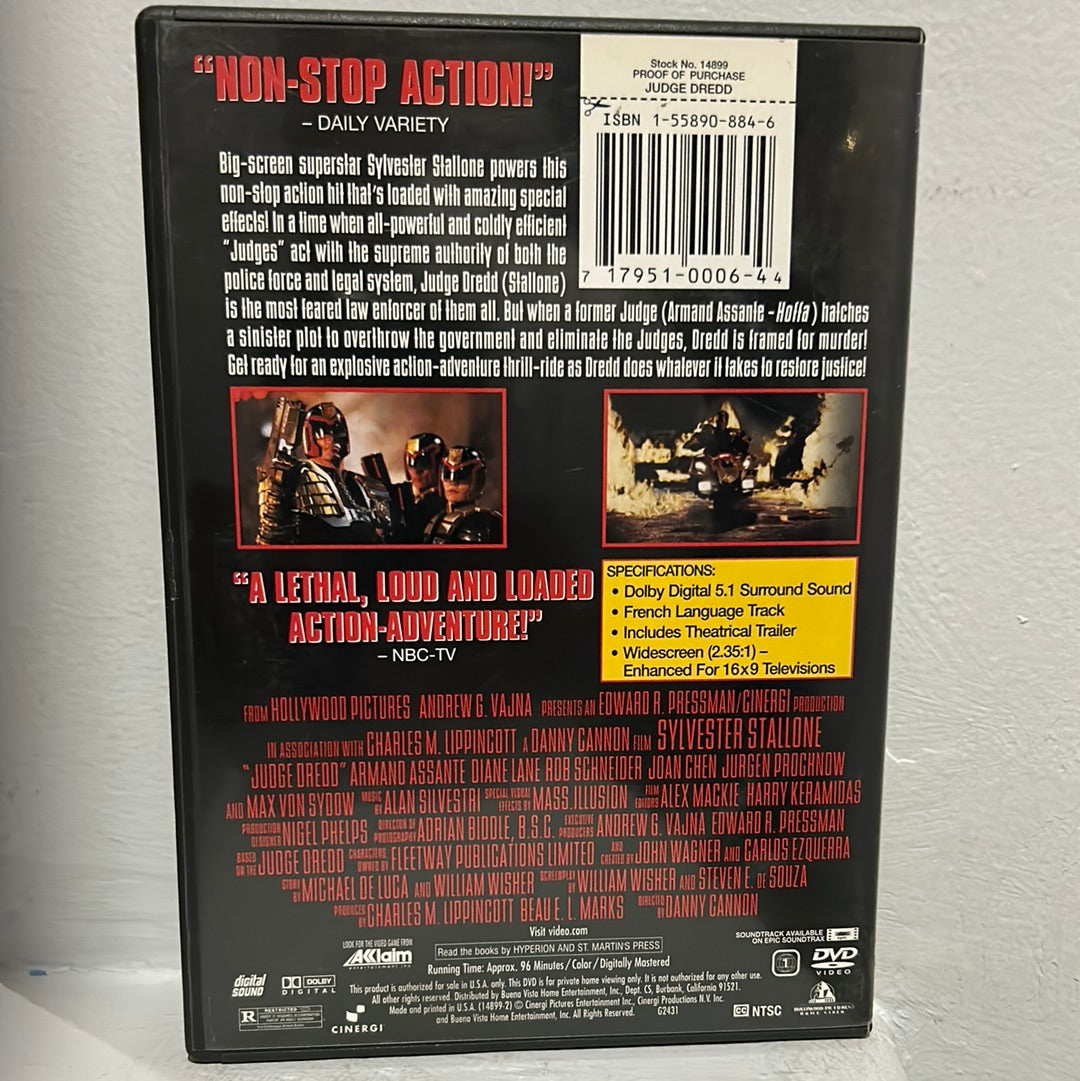 "NON-STOP ACTION!"
– DAILY VARIETY
Stock No. 14899
PROOF OF PURCHASE
JUDGE DREDD
ISBN 1-55890-884-6
7 17951-0006-4 4
Big-screen superstar Sylvester Stallone powers this
non-stop action hit that's loaded with amazing special
effects! In a time when all-powerful and coldly efficient
"Judges" act with the supreme authority of both the
police force and legal system, Judge Dredd (Stallone)
is the most feared law enforcer of them all. But when a former Judge (Armand Assante - Hoffa) hatches
a sinister plot to overthrow the government and eliminate the Judges, Dredd is framed for murder!
Get ready for an explosive action-adventure thrill-ride as Dredd does whatever it takes to restore justice!
"A LETHAL, LOUD AND LOADED
ACTION-ADVENTURE!"
– NBC-TV
SPECIFICATIONS:
• Dolby Digital 5.1 Surround Sound
• French Language Track
• Includes Theatrical Trailer
• Widescreen (2.35:1) –
Enhanced For 16x9 Televisions
FROM HOLLYWOOD PICTURES ANDREW G. VAJNA PRESENTS AN EDWARD R. PRESSMAN/CINERGI PRODUCTION
IN ASSOCIATION WITH CHARLES M. LIPPINCOTT A DANNY CANNON FILM SYLVESTER STALLONE
"JUDGE DREDD" ARMAND ASSANTE DIANE LANE ROB SCHNEIDER JOAN CHEN JURGEN PROCHNOW
AND MAX VON SYDOW MUSIC BY ALAN SILVESTRI SPECIAL VISUAL EFFECTS BY MASS.ILLUSION FILM EDITORS ALEX MACKIE HARRY KERAMIDAS
PRODUCTION DESIGNER NIGEL PHELPS DIRECTOR OF PHOTOGRAPHY ADRIAN BIDDLE, B.S.C. EXECUTIVE PRODUCERS ANDREW G. VAJNA EDWARD R. PRESSMAN
BASED ON THE JUDGE DREDD CHARACTERS OWNED BY FLEETWAY PUBLICATIONS LIMITED AND CREATED BY JOHN WAGNER AND CARLOS EZQUERRA
STORY BY MICHAEL DE LUCA AND WILLIAM WISHER SCREENPLAY BY WILLIAM WISHER AND STEVEN E. DE SOUZA
PRODUCED BY CHARLES M. LIPPINCOTT BEAU E. L. MARKS DIRECTED BY DANNY CANNON
Visit video.com
LOOK FOR THE VIDEO GAME FROM
AKklaim
entertainment inc.
Read the books by HYPERION AND ST. MARTIN'S PRESS
SOUNDTRACK AVAILABLE
ON EPIC SOUNDTRAX
Running Time: Approx. 96 Minutes / Color / Digitally Mastered
This product is authorized for sale in U.S.A. only. This DVD is for private home viewing only. It is not authorized for any other use.
All other rights reserved. Distributed by Buena Vista Home Entertainment, Inc., Dept. CS, Burbank, California 91521.
Made and printed in U.S.A. (14899-2) © Cinergi Pictures Entertainment Inc., Cinergi Productions N.V. Inc.
and Buena Vista Home Entertainment, Inc. All Rights Reserved. G2431
digital
SOUND
DOLBY
DIGITAL
R RESTRICTED
CINERGI
1
DVD
VIDEO
CC NTSC
HOLLYWOOD PICTURES
HOME VIDEO